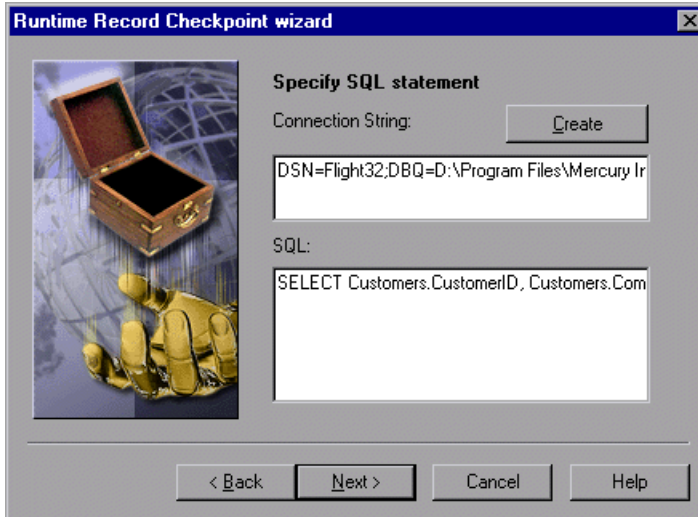 Runtime Record Checkpoint wizard
Specify SQL statement
Connection String:
Create
DSN=Flight32;DBQ=D:\Program Files\Mercury Ir
SQL:
SELECT Customers.CustomerID, Customers.Com
< Back
Next >
Cancel
Help